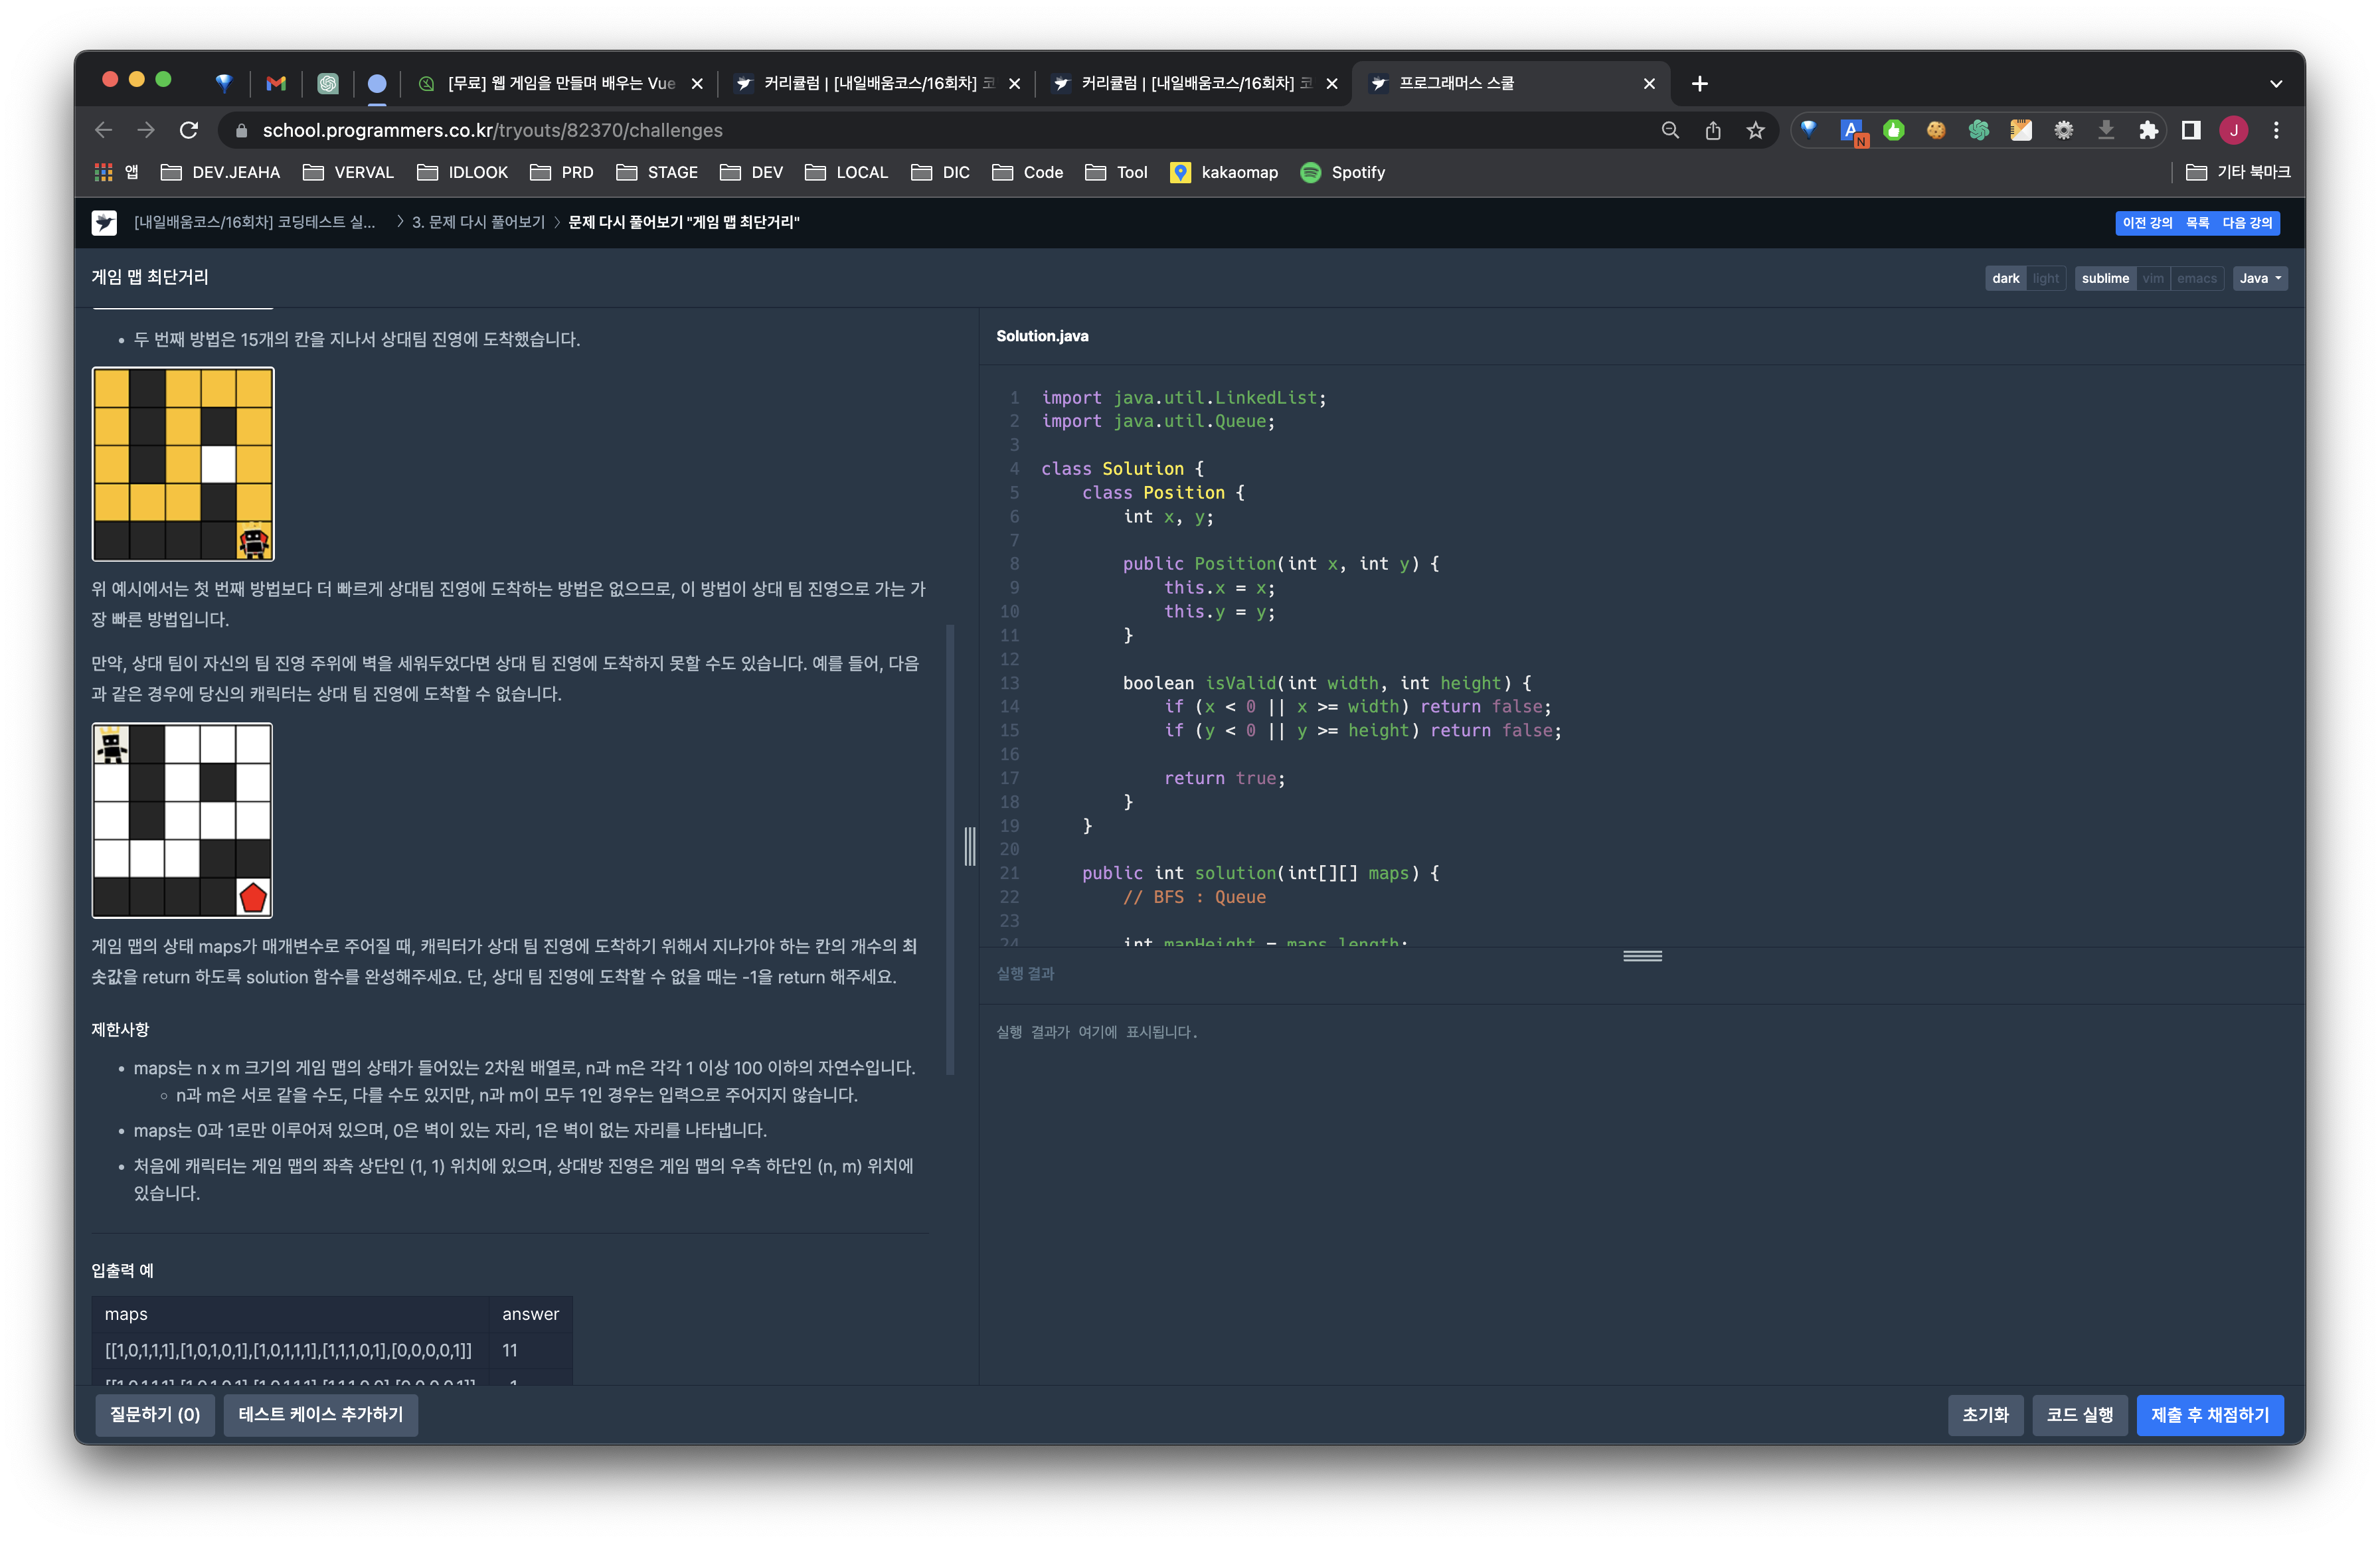 [무료] 웹 게임을 만들며 배우는 Vue
커리큘럼 | [내일배움코스/16회차] 코
커리큘럼 | [내일배움코스/16회차] 코
프로그래머스 스쿨
school.programmers.co.kr/tryouts/82370/challenges
A
N
J
앱
DEV.JEAHA
VERVAL
IDLOOK
PRD
STAGE
DEV
LOCAL
DIC
Code
Tool
kakaomap
Spotify
기타 북마크
[내일배움코스/16회차] 코딩테스트 실... > 3. 문제 다시 풀어보기 > 문제 다시 풀어보기 "게임 맵 최단거리"
이전 강의 목록 다음 강의
게임 맵 최단거리
dark light sublime vim emacs Java
• 두 번째 방법은 15개의 칸을 지나서 상대팀 진영에 도착했습니다.
위 예시에서는 첫 번째 방법보다 더 빠르게 상대팀 진영에 도착하는 방법은 없으므로, 이 방법이 상대 팀 진영으로 가는 가
장 빠른 방법입니다.
만약, 상대 팀이 자신의 팀 진영 주위에 벽을 세워두었다면 상대 팀 진영에 도착하지 못할 수도 있습니다. 예를 들어, 다음
과 같은 경우에 당신의 캐릭터는 상대 팀 진영에 도착할 수 없습니다.
게임 맵의 상태 maps가 매개변수로 주어질 때, 캐릭터가 상대 팀 진영에 도착하기 위해서 지나가야 하는 칸의 개수의 최
솟값을 return 하도록 solution 함수를 완성해주세요. 단, 상대 팀 진영에 도착할 수 없을 때는 -1을 return 해주세요.
제한사항
• maps는 n x m 크기의 게임 맵의 상태가 들어있는 2차원 배열로, n과 m은 각각 1 이상 100 이하의 자연수입니다.
◦ n과 m은 서로 같을 수도, 다를 수도 있지만, n과 m이 모두 1인 경우는 입력으로 주어지지 않습니다.
• maps는 0과 1로만 이루어져 있으며, 0은 벽이 있는 자리, 1은 벽이 없는 자리를 나타냅니다.
• 처음에 캐릭터는 게임 맵의 좌측 상단인 (1, 1) 위치에 있으며, 상대방 진영은 게임 맵의 우측 하단인 (n, m) 위치에
있습니다.
입출력 예
maps answer
[[1,0,1,1,1],[1,0,1,0,1],[1,0,1,1,1],[1,1,1,0,1],[0,0,0,0,1]] 11
[[1,0,1,1,1],[1,0,1,0,1],[1,0,1,1,1],[1,1,1,0,0],[0,0,0,0,1]] -1
Solution.java
1 import java.util.LinkedList;
2 import java.util.Queue;
3
4 class Solution {
5 class Position {
6 int x, y;
7
8 public Position(int x, int y) {
9 this.x = x;
10 this.y = y;
11 }
12
13 boolean isValid(int width, int height) {
14 if (x < 0 || x >= width) return false;
15 if (y < 0 || y >= height) return false;
16
17 return true;
18 }
19 }
20
21 public int solution(int[][] maps) {
22 // BFS : Queue
23
24 int mapHeight = maps.length;
실행 결과
실행 결과가 여기에 표시됩니다.
질문하기 (0)
테스트 케이스 추가하기
초기화
코드 실행
제출 후 채점하기